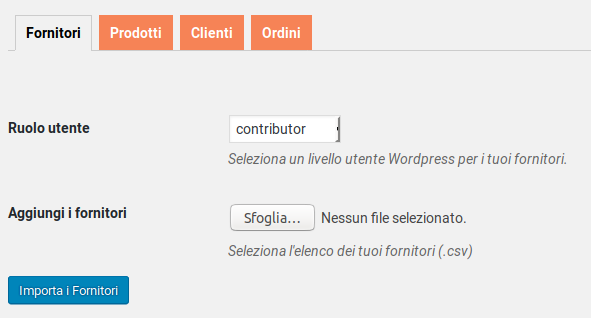 Fornitori Prodotti Clienti Ordini
Ruolo utente contributor
Seleziona un livello utente Wordpress per i tuoi fornitori.
Aggiungi i fornitori Sfoglia... Nessun file selezionato.
Seleziona l'elenco dei tuoi fornitori (.csv)
Importa i Fornitori